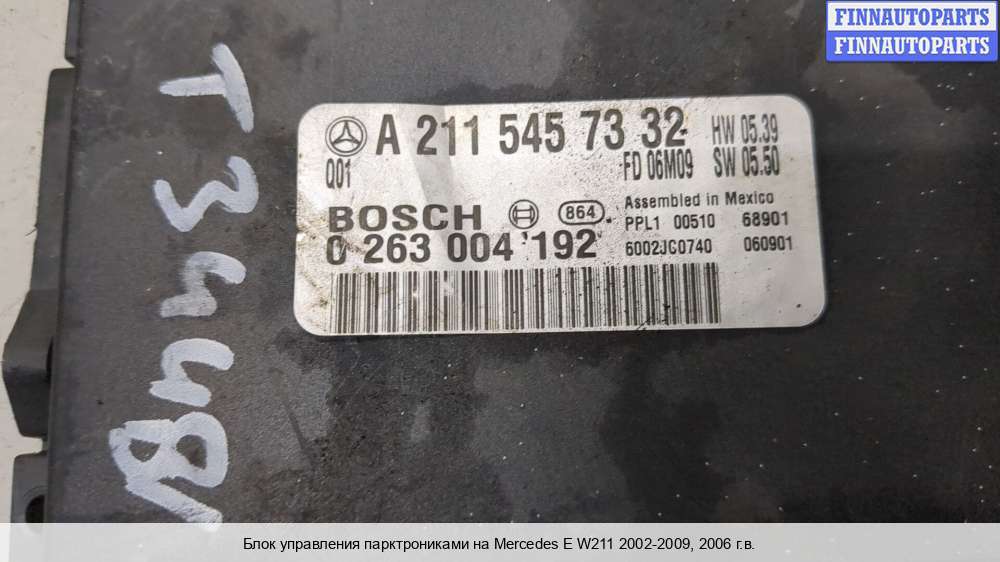 FINNAUTOPARTS
FINNAUTOPARTS
A 211 545 73 32
HW 05.39
Q01
FD 06M09
SW 05.50
BOSCH
864
Assembled in Mexico
PPL1 00510 68901
0 263 004 192
6002JC0740 060901
T3448
Блок управления парктрониками на Mercedes E W211 2002-2009, 2006 г.в.